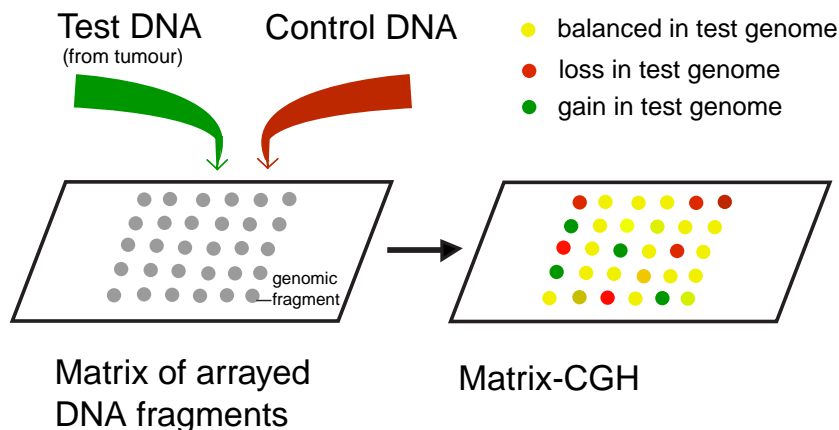 Test DNA
(from tumour)
Control DNA
balanced in test genome
loss in test genome
gain in test genome
genomic
fragment
Matrix of arrayed
DNA fragments
Matrix-CGH